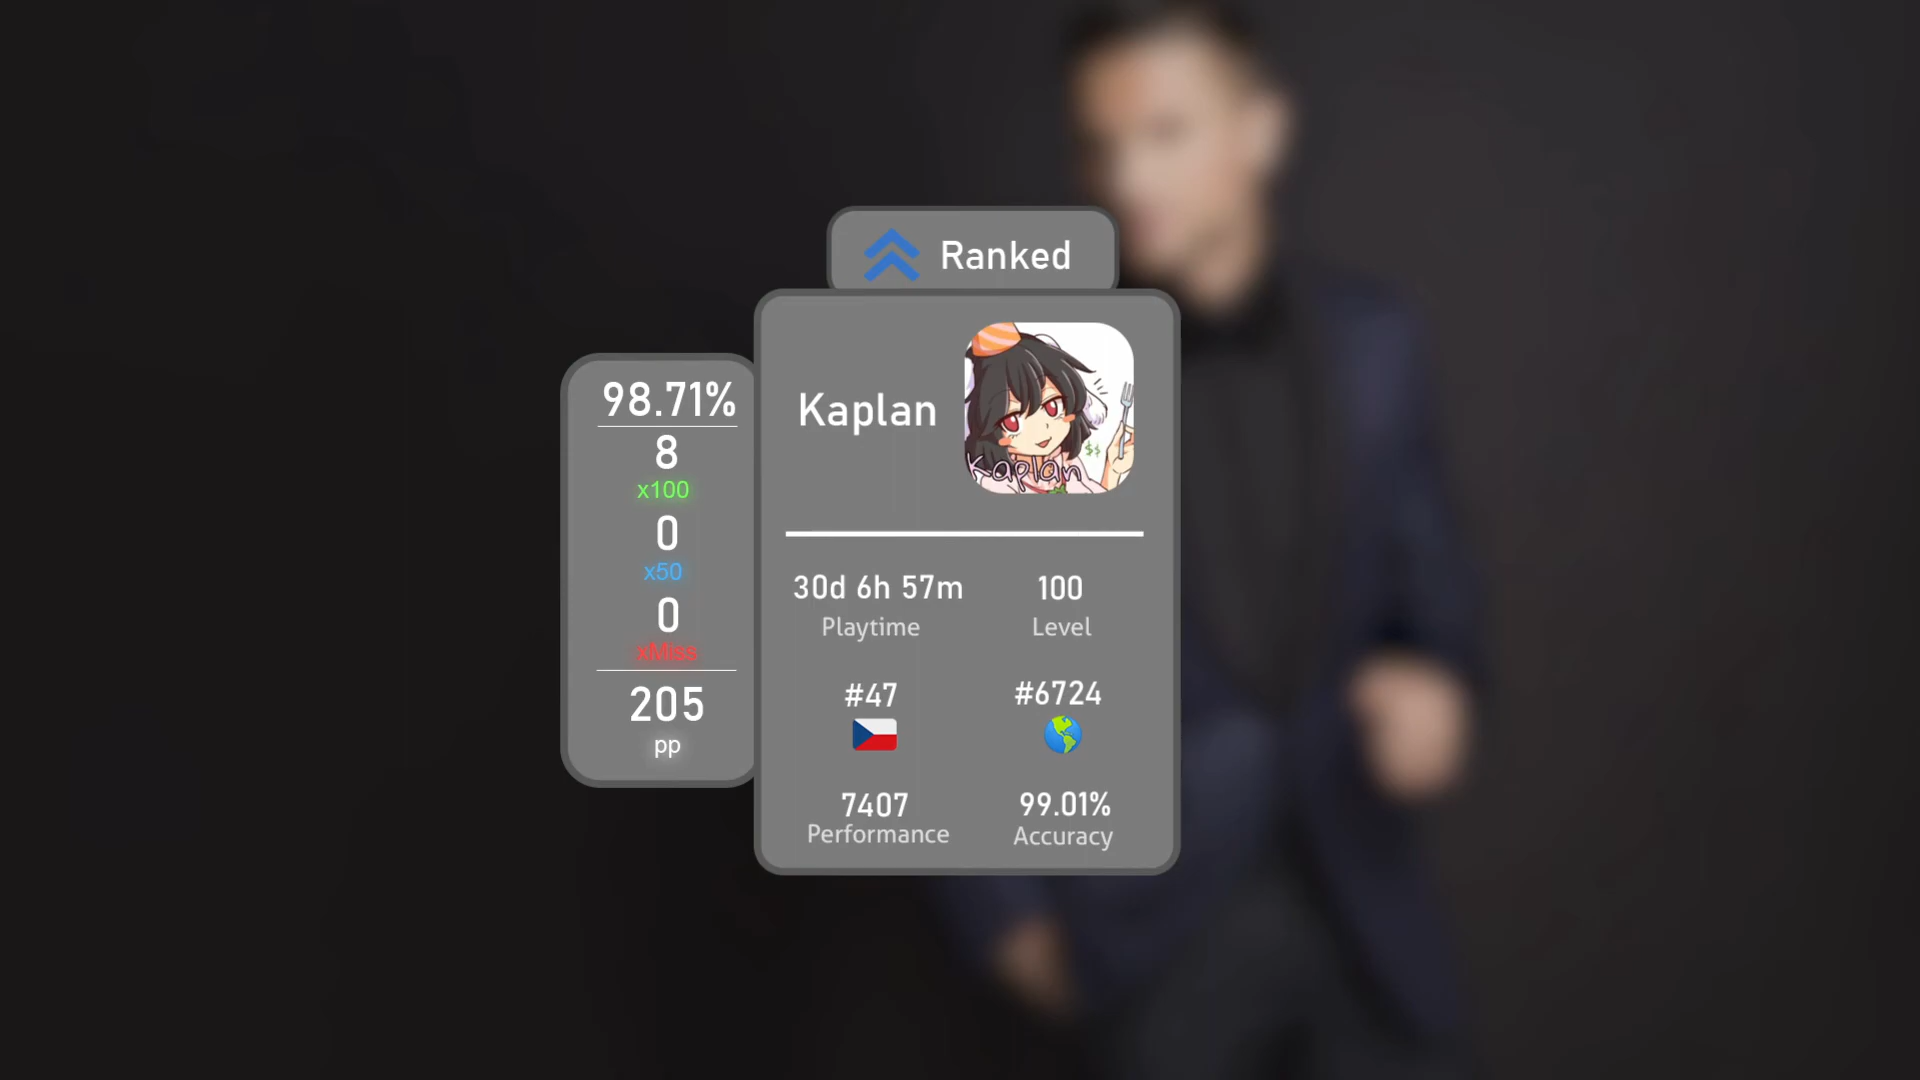 Ranked
Kaplan
Kaplan
$$
98.71%
8
x100
0
x50
0
xMiss
205
pp
30d 6h 57m
Playtime
100
Level
#47
#6724
7407
Performance
99.01%
Accuracy